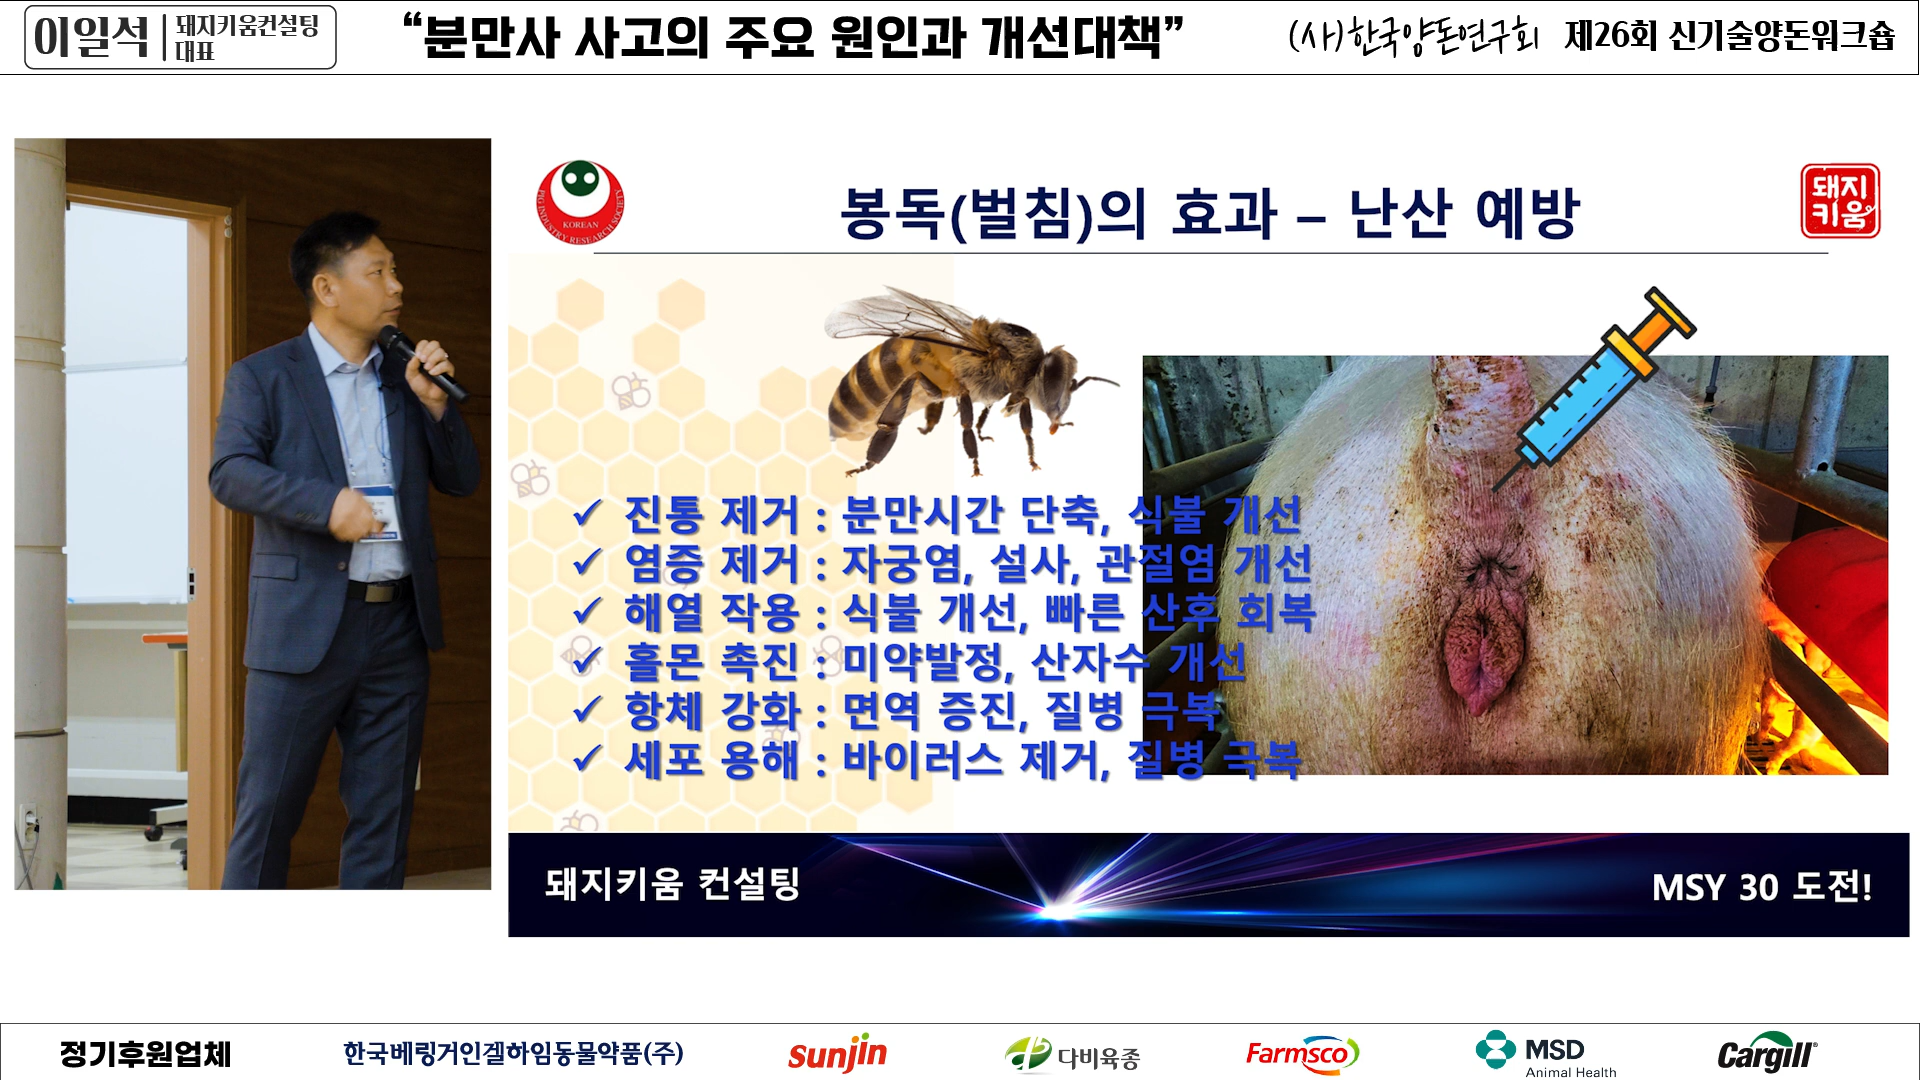 이일석
돼지키움컨설팅
대표
“분만사 사고의 주요 원인과 개선대책”
(사)한국양돈연구회 제26회 신기술양돈워크숍
KOREAN
PIG INDUSTRY RESEARCH SOCIETY
봉독(벌침)의 효과 – 난산 예방
돼지
키움
✓ 진통 제거 : 분만시간 단축, 식불 개선
✓ 염증 제거 : 자궁염, 설사, 관절염 개선
✓ 해열 작용 : 식불 개선, 빠른 산후 회복
✓ 홀몬 촉진 : 미약발정, 산자수 개선
✓ 항체 강화 : 면역 증진, 질병 극복
✓ 세포 용해 : 바이러스 제거, 질병 극복
돼지키움 컨설팅
MSY 30 도전!
정기후원업체
한국베링거인겔하임동물약품(주)
sunjin
다비육종
Farmsco
MSD
Animal Health
Cargill